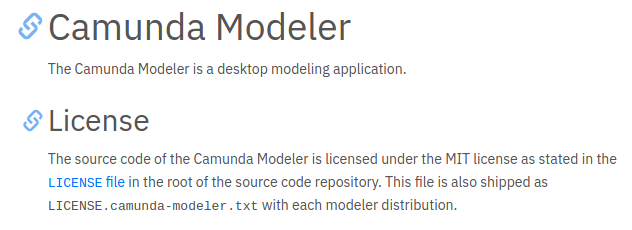 Camunda Modeler
The Camunda Modeler is a desktop modeling application.
License
The source code of the Camunda Modeler is licensed under the MIT license as stated in the
LICENSE file in the root of the source code repository. This file is also shipped as
LICENSE.camunda-modeler.txt with each modeler distribution.